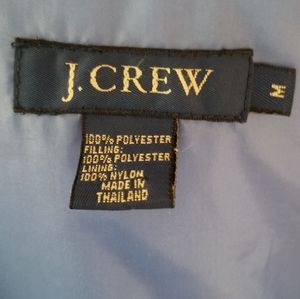 J.CREW
M
100% POLYESTER
FILLING:
100% POLYESTER
LINING:
100% NYLON
MADE IN
THAILAND